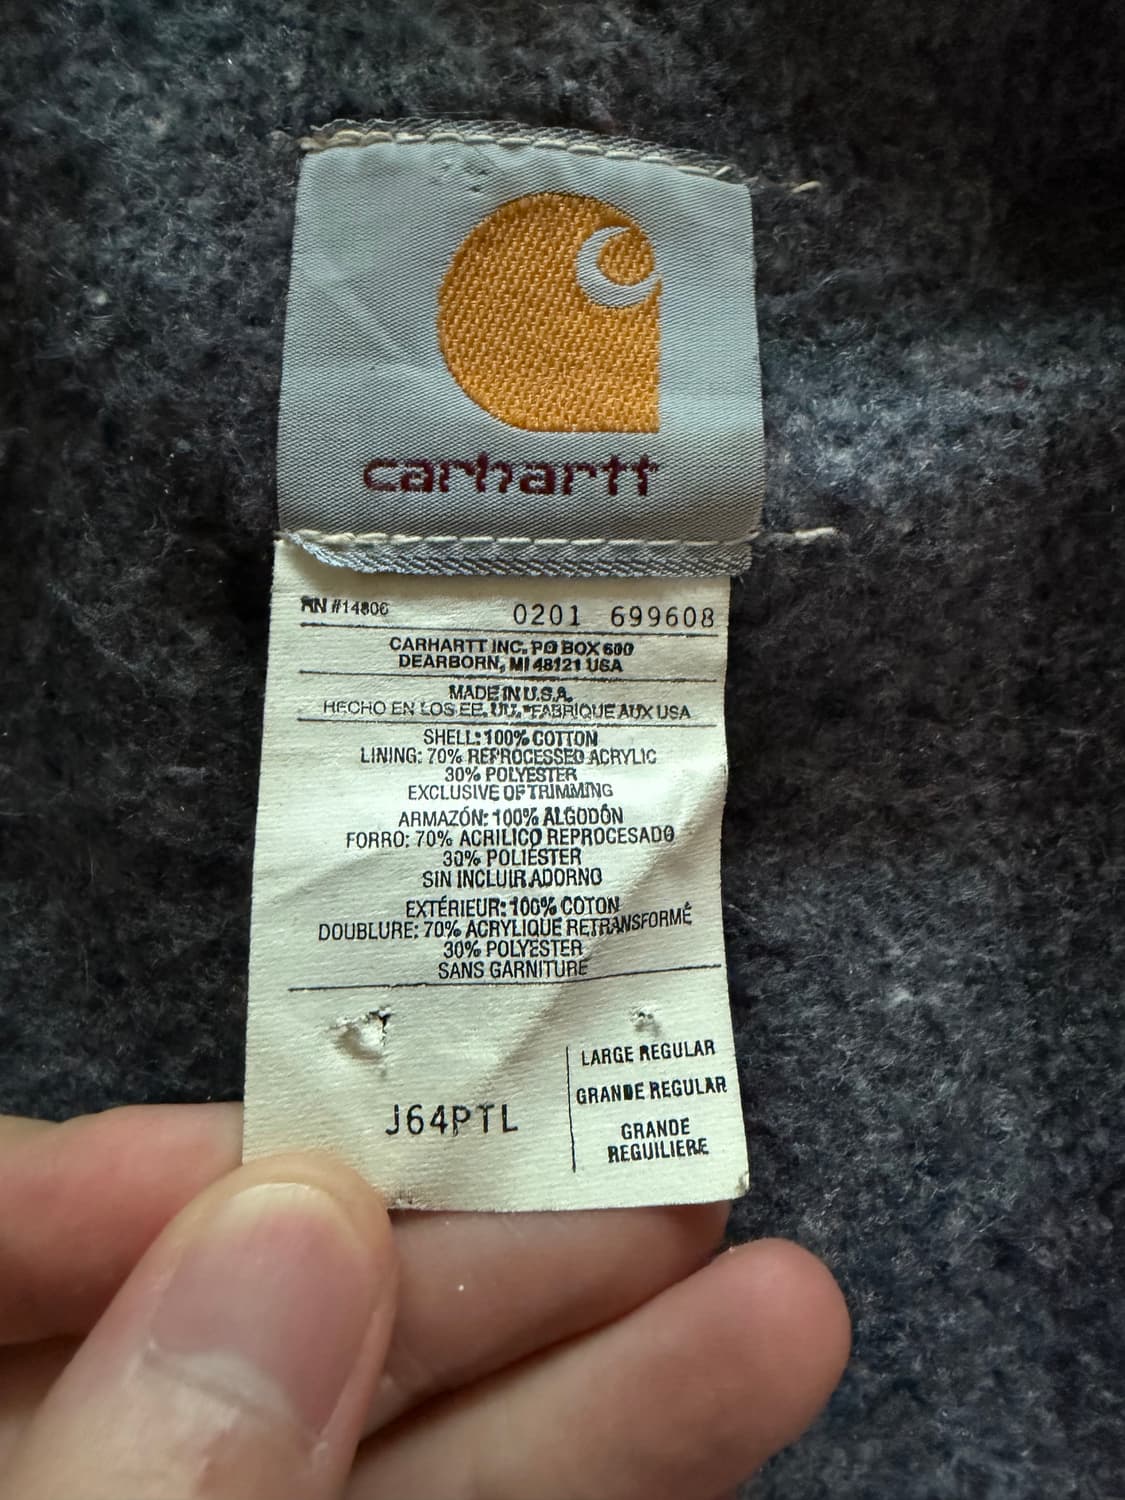 carhartt
RN #14806
0201 699608
CARHARTT INC. PO BOX 600
DEARBORN, MI 48121 USA
MADE IN U.S.A.
HECHO EN LOS EE. UU. *FABRIQUE AUX USA
SHELL: 100% COTTON
LINING: 70% REPROCESSED ACRYLIC
30% POLYESTER
EXCLUSIVE OF TRIMMING
ARMAZÓN: 100% ALGODÓN
FORRO: 70% ACRILICO REPROCESADO
30% POLIÉSTER
SIN INCLUIR ADORNO
EXTÉRIEUR: 100% COTON
DOUBLURE: 70% ACRYLIQUE RETRANSFORMÉ
30% POLYESTER
SANS GARNITURE
J64PTL
LARGE REGULAR
GRANDE REGULAR
GRANDE
REGUILIERE